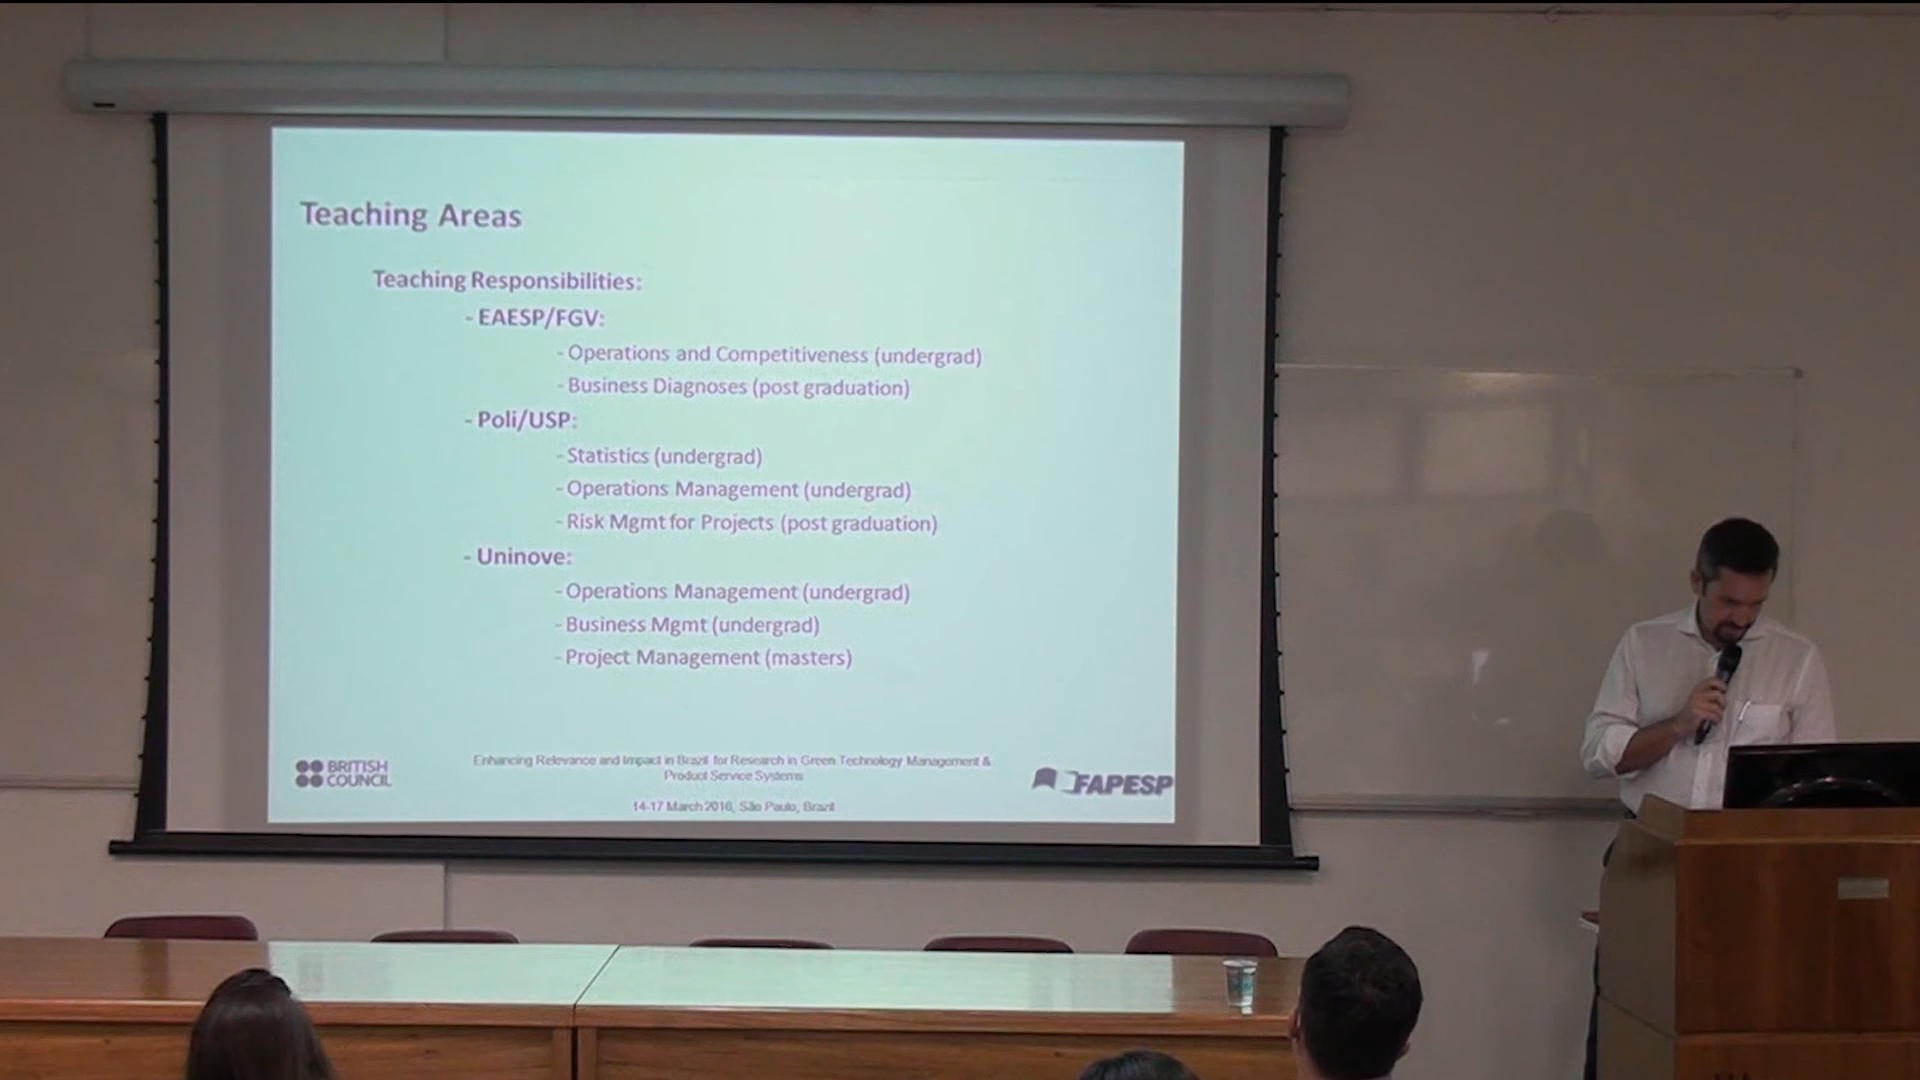 Teaching Areas
Teaching Responsibilities:
- EAESP/FGV:
- Operations and Competitiveness (undergrad)
- Business Diagnoses (post graduation)
- Poli/USP:
- Statistics (undergrad)
- Operations Management (undergrad)
- Risk Mgmt for Projects (post graduation)
- Uninove:
- Operations Management (undergrad)
- Business Mgmt (undergrad)
- Project Management (masters)
BRITISH
COUNCIL
Enhancing Relevance and Impact in Brazil for Research in Green Technology Management &
Product Service Systems
14-17 March 2016, São Paulo, Brazil
FAPESP